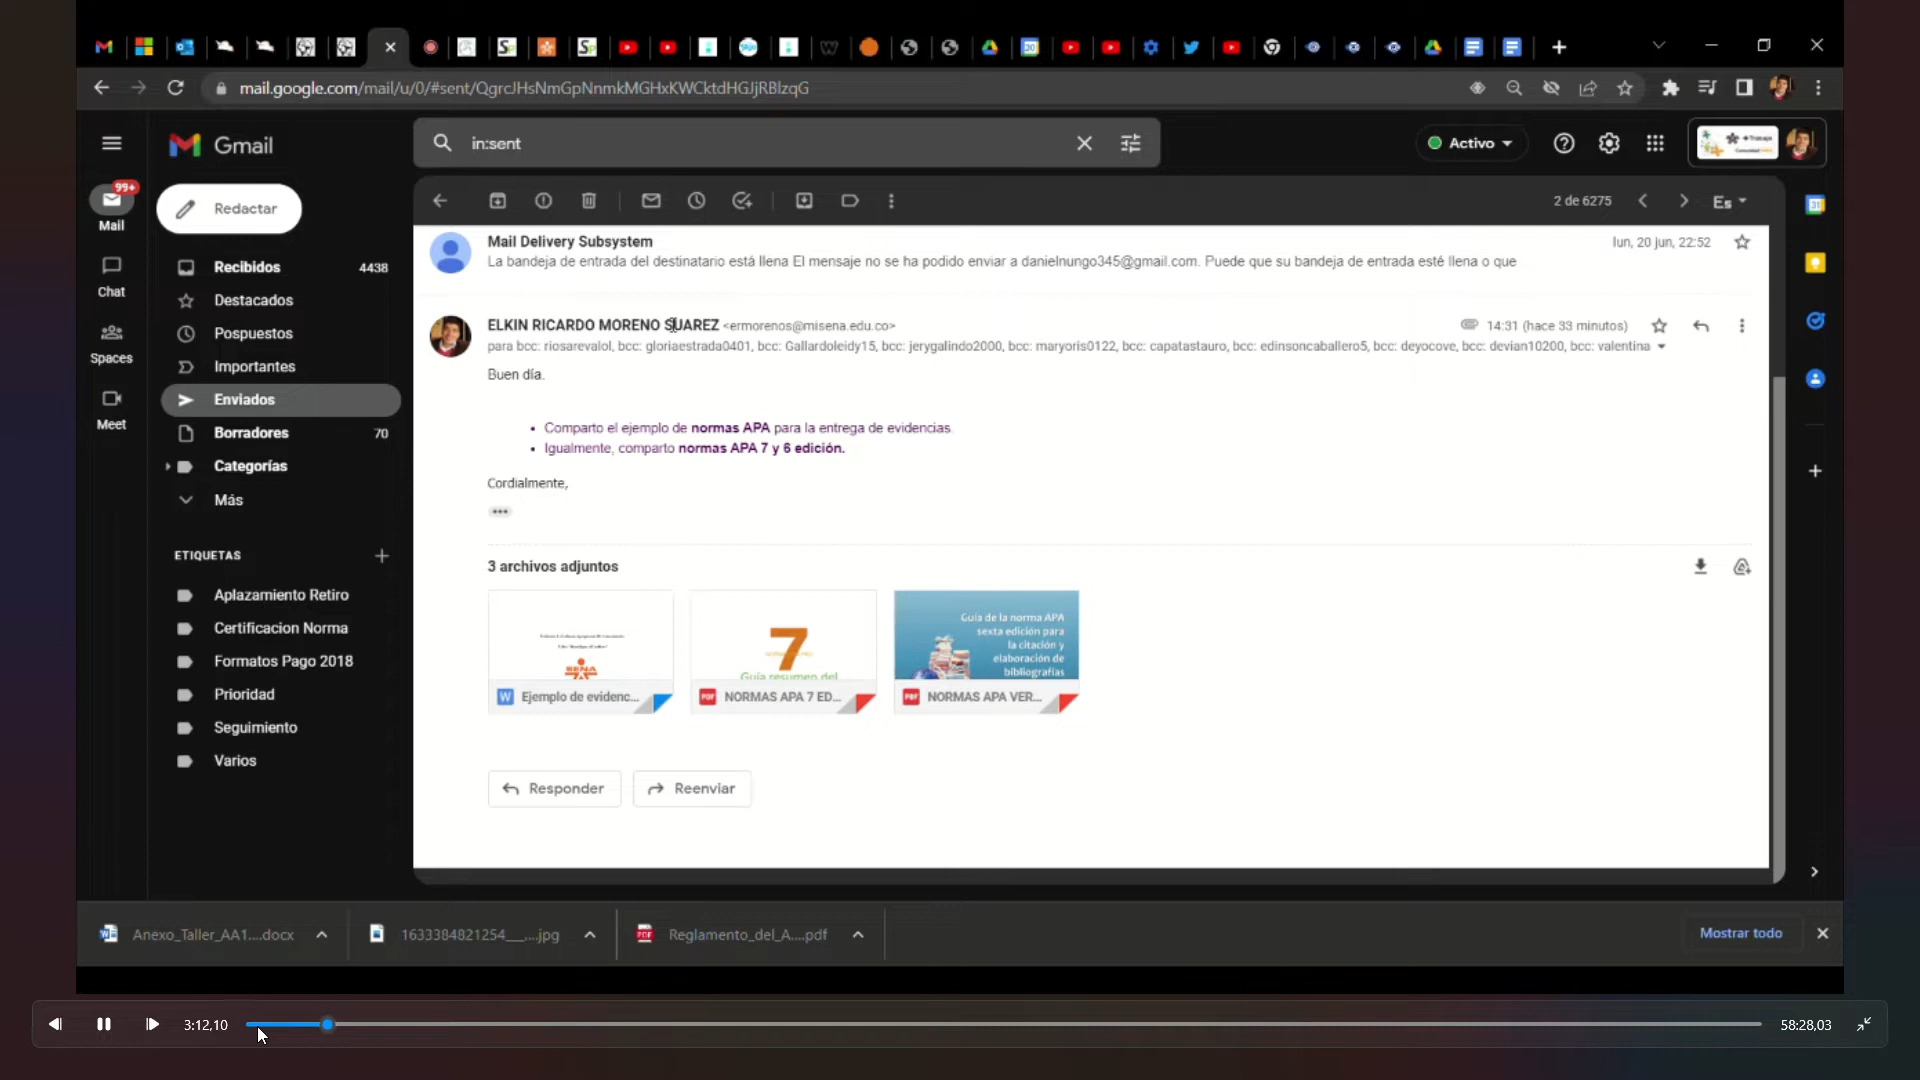 mail.google.com/mail/u/0/#sent/QgrcJHsNmGpNnmkMGHxKWCktdHGJjRBlzqG
Gmail
in:sent
Activo
99+
Mail
Chat
Spaces
Meet
Redactar
Recibidos 4438
Destacados
Pospuestos
Importantes
Enviados
Borradores 70
Categorías
Más
ETIQUETAS
Aplazamiento Retiro
Certificacion Norma
Formatos Pago 2018
Prioridad
Seguimiento
Varios
2 de 6275
Es
Mail Delivery Subsystem lun, 20 jun, 22:52
La bandeja de entrada del destinatario está llena El mensaje no se ha podido enviar a danielnungo345@gmail.com. Puede que su bandeja de entrada esté llena o que
ELKIN RICARDO MORENO SUAREZ <ermorenos@misena.edu.co> 14:31 (hace 33 minutos)
para bcc: riosarevalol, bcc: gloriaestrada0401, bcc: Gallardoleidy15, bcc: jerygalindo2000, bcc: maryoris0122, bcc: capatastauro, bcc: edinsoncaballero5, bcc: deyocove, bcc: devian10200, bcc: valentina
Buen día.
• Comparto el ejemplo de normas APA para la entrega de evidencias.
• Igualmente, comparto normas APA 7 y 6 edición.
Cordialmente,
3 archivos adjuntos
SENA
Ejemplo de evidenc...
7
Guía resumen del
NORMAS APA 7 ED...
Guía de la norma APA
sexta edición para
la citación y
elaboración de
bibliografías
NORMAS APA VER...
Responder
Reenviar
Anexo_Taller_AA1....docx
1633384821254___....jpg
Reglamento_del_A....pdf
Mostrar todo
3:12,10
58:28,03